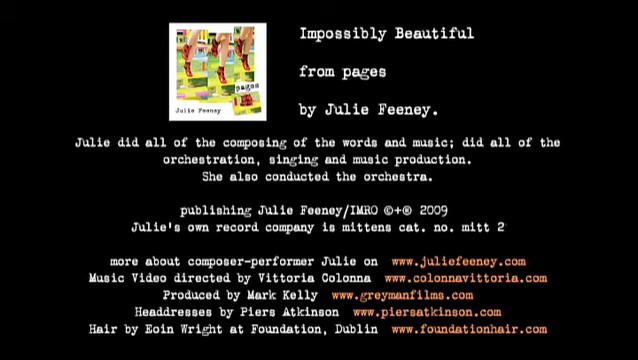 Impossibly Beautiful
from pages
by Julie Feeney.
pages
Julie Feeney
Julie did all of the composing of the words and music; did all of the
orchestration, singing and music production.
She also conducted the orchestra.
publishing Julie Feeney/IMRO ©+® 2009
Julie's own record company is mittens cat. no. mitt 2
more about composer-performer Julie on www.juliefeeney.com
Music Video directed by Vittoria Colonna www.colonnavittoria.com
Produced by Mark Kelly www.greymanfilms.com
Headdresses by Piers Atkinson www.piersatkinson.com
Hair by Eoin Wright at Foundation, Dublin www.foundationhair.com